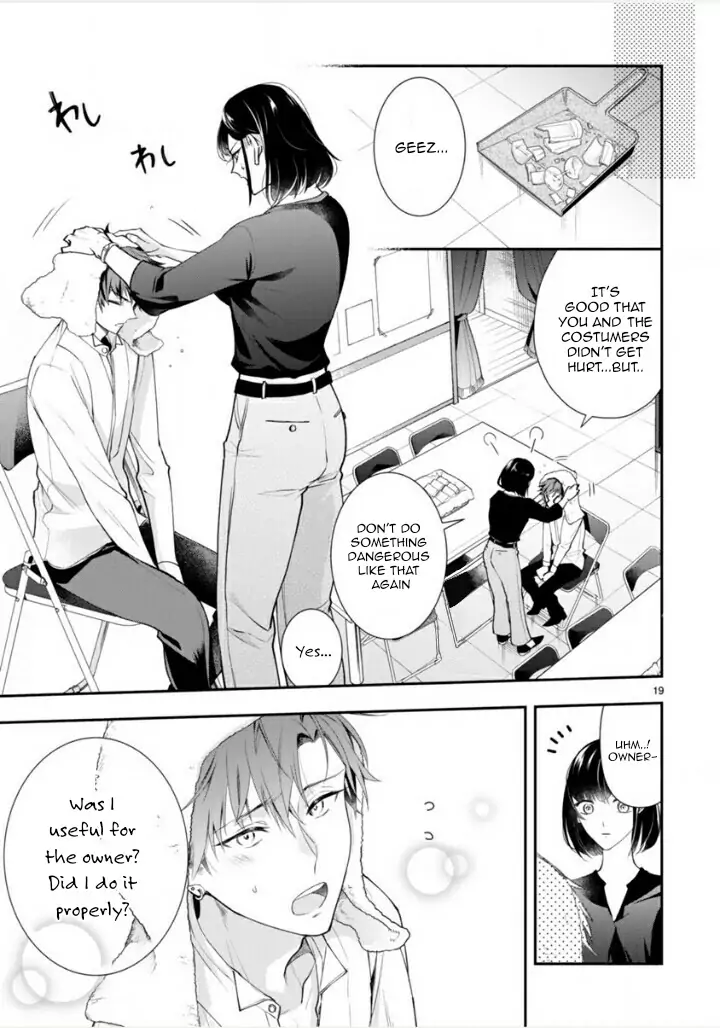 GEEZ...
わし
わし
IT'S
GOOD THAT
YOU AND THE
COSTUMERS
DIDN'T GET
HURT...BUT..
DON'T DO
SOMETHING
DANGEROUS
LIKE THAT
AGAIN
Yes...
19
UHM..!
OWNER~
Was I
useful for
the owner?
Did I do it
properly?